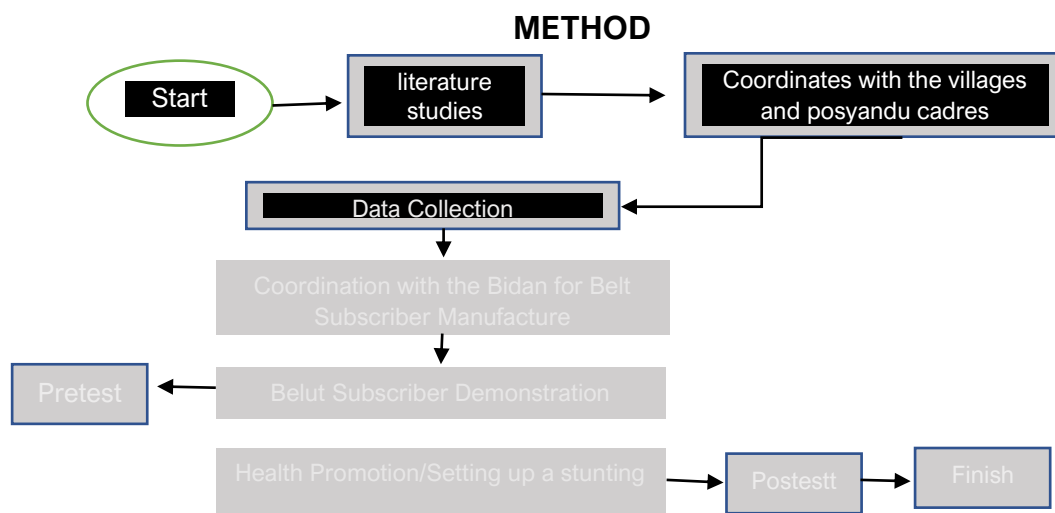 METHOD
Start
literature
studies
Coordinates with the villages
and posyandu cadres
Data Collection
Coordination with the Bidan for Belt
Subscriber Manufacture
Pretest
Belut Subscriber Demonstration
Health Promotion/Setting up a stunting
Postestt
Finish